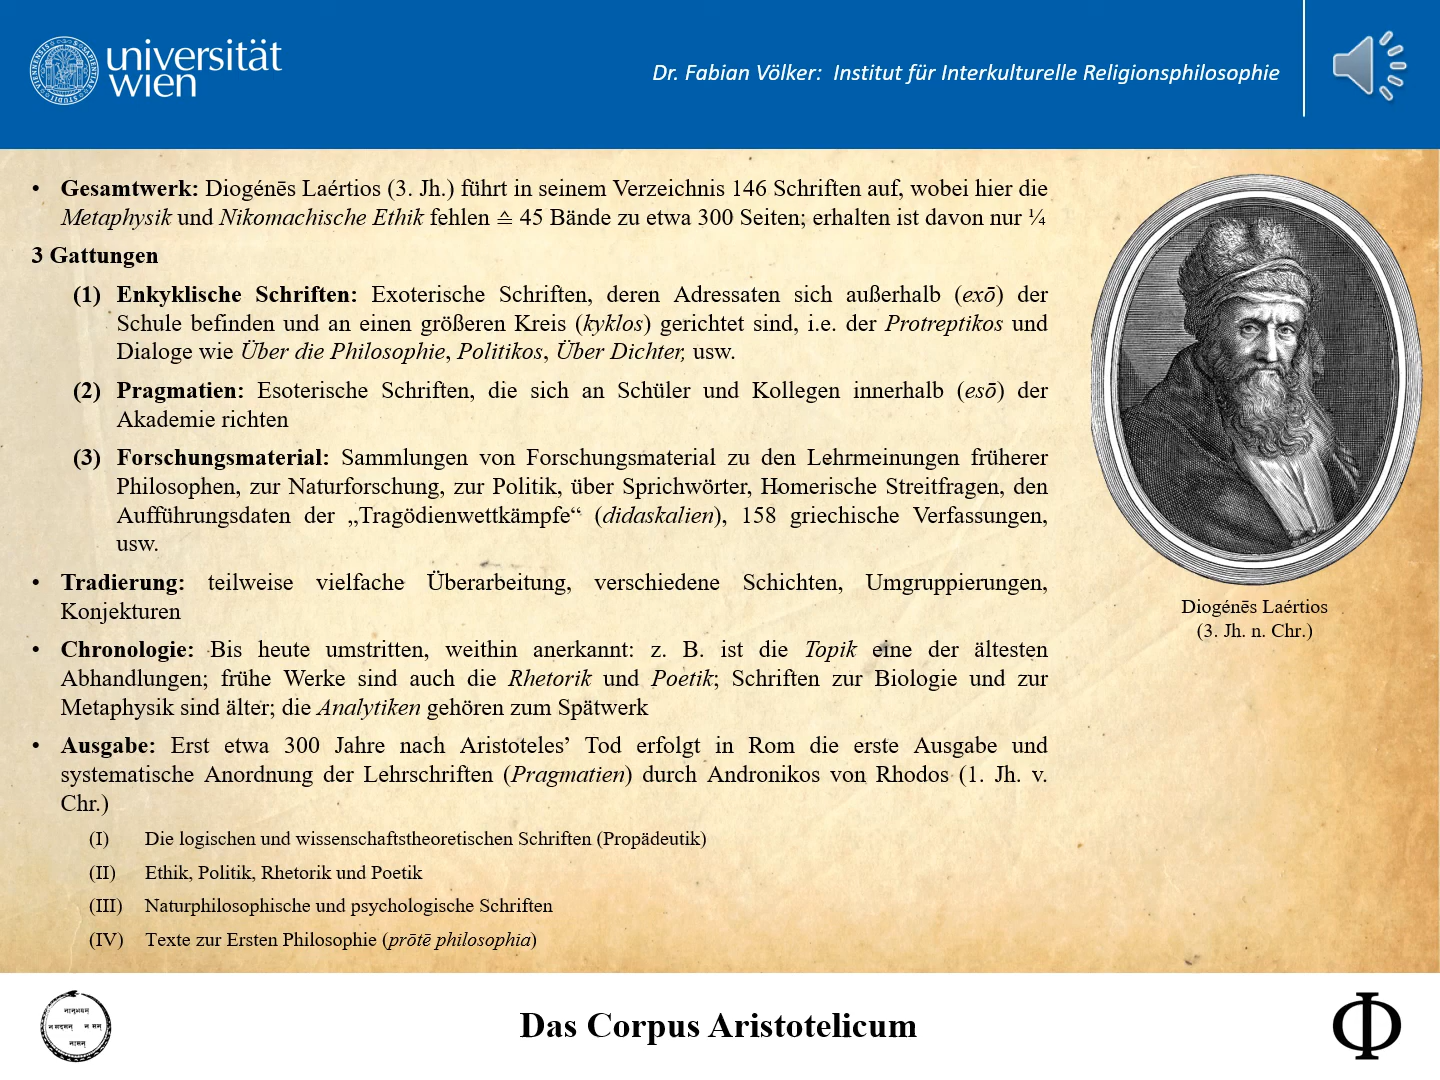 universität
wien
Dr. Fabian Völker:  Institut für Interkulturelle Religionsphilosophie
• Gesamtwerk: Diogénēs Laértios (3. Jh.) führt in seinem Verzeichnis 146 Schriften auf, wobei hier die
Metaphysik und Nikomachische Ethik fehlen ≙ 45 Bände zu etwa 300 Seiten; erhalten ist davon nur ¼
3 Gattungen
(1) Enkyklische Schriften: Exoterische Schriften, deren Adressaten sich außerhalb (exō) der
Schule befinden und an einen größeren Kreis (kyklos) gerichtet sind, i.e. der Protreptikos und
Dialoge wie Über die Philosophie, Politikos, Über Dichter, usw.
(2) Pragmatien: Esoterische Schriften, die sich an Schüler und Kollegen innerhalb (esō) der
Akademie richten
(3) Forschungsmaterial: Sammlungen von Forschungsmaterial zu den Lehrmeinungen früherer
Philosophen, zur Naturforschung, zur Politik, über Sprichwörter, Homerische Streitfragen, den
Aufführungsdaten der „Tragödienwettkämpfe“ (didaskalien), 158 griechische Verfassungen,
usw.
• Tradierung: teilweise vielfache Überarbeitung, verschiedene Schichten, Umgruppierungen,
Konjekturen
• Chronologie: Bis heute umstritten, weithin anerkannt: z. B. ist die Topik eine der ältesten
Abhandlungen; frühe Werke sind auch die Rhetorik und Poetik; Schriften zur Biologie und zur
Metaphysik sind älter; die Analytiken gehören zum Spätwerk
• Ausgabe: Erst etwa 300 Jahre nach Aristoteles’ Tod erfolgt in Rom die erste Ausgabe und
systematische Anordnung der Lehrschriften (Pragmatien) durch Andronikos von Rhodos (1. Jh. v.
Chr.)
(I) Die logischen und wissenschaftstheoretischen Schriften (Propädeutik)
(II) Ethik, Politik, Rhetorik und Poetik
(III) Naturphilosophische und psychologische Schriften
(IV) Texte zur Ersten Philosophie (prōtē philosophia)
Diogénēs Laértios
(3. Jh. n. Chr.)
Das Corpus Aristotelicum
Φ